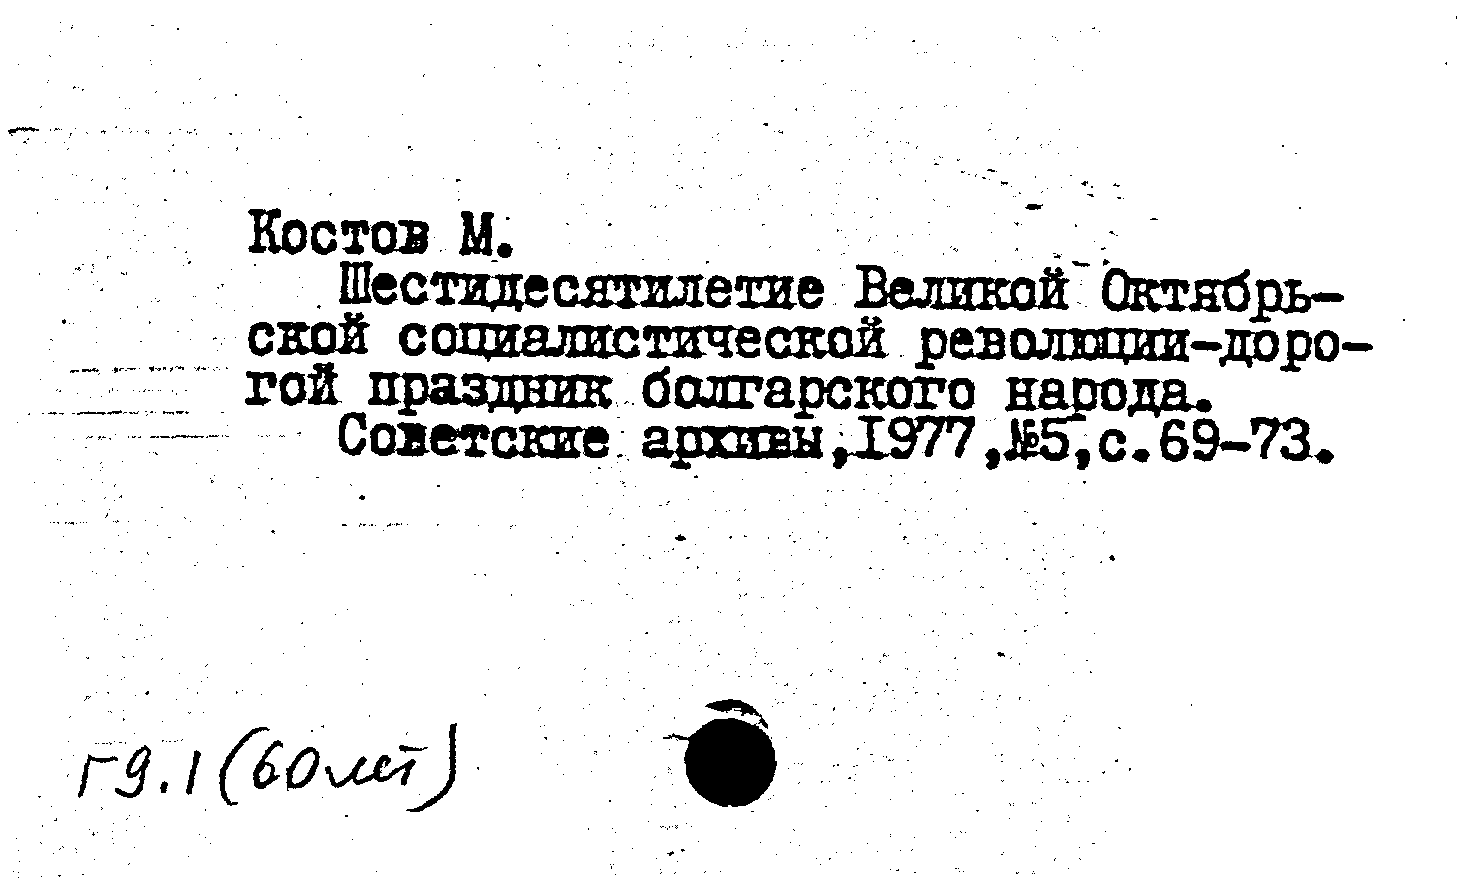 Костов М.
Шестидесятилетие Великой Октябрь-
ской социалистической революции-доро-
гой праздник болгарского народа.
Советские архивы,I977,№5,с.69-73.
Г9.1(60лет)